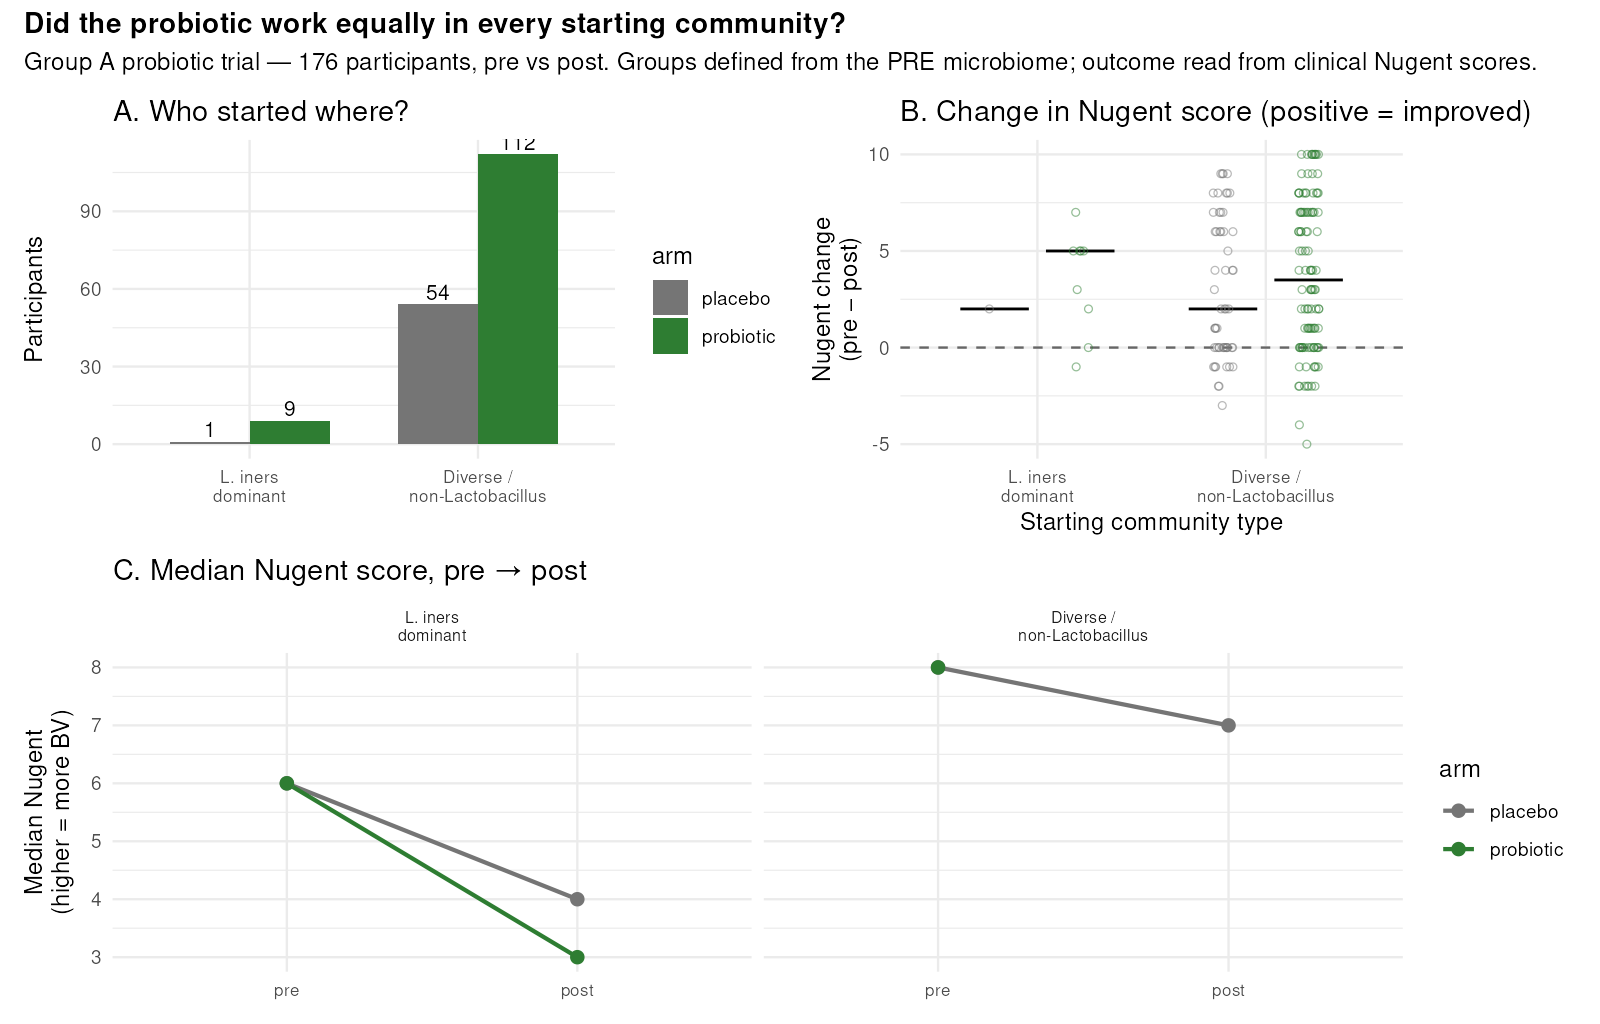 Did the probiotic work equally in every starting community?
Group A probiotic trial — 176 participants, pre vs post. Groups defined from the PRE microbiome; outcome read from clinical Nugent scores.
A. Who started where?
Participants
90
60
30
0
1
9
54
112
L. iners
dominant
Diverse /
non-Lactobacillus
arm
placebo
probiotic
B. Change in Nugent score (positive = improved)
Nugent change
(pre – post)
10
5
0
-5
L. iners
dominant
Diverse /
non-Lactobacillus
Starting community type
C. Median Nugent score, pre → post
L. iners
dominant
Diverse /
non-Lactobacillus
Median Nugent
(higher = more BV)
8
7
6
5
4
3
pre
post
pre
post
arm
placebo
probiotic